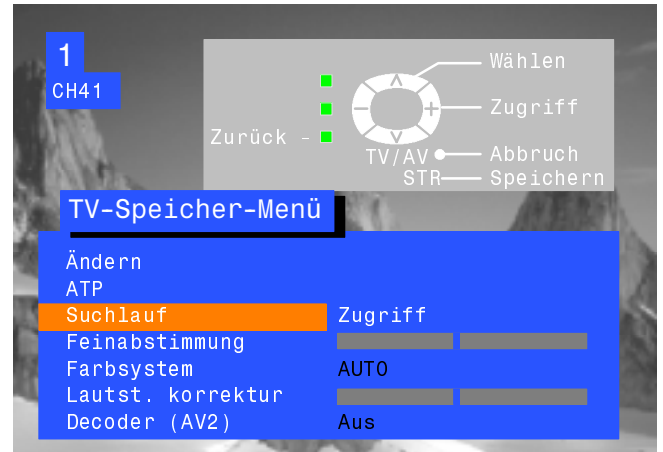 1
CH41
Wählen
Zugriff
Zurück -
TV/AV Abbruch
STR Speichern
TV-Speicher-Menü
Ändern
ATP
Suchlauf Zugriff
Feinabstimmung
Farbsystem AUTO
Lautst. korrektur
Decoder (AV2) Aus